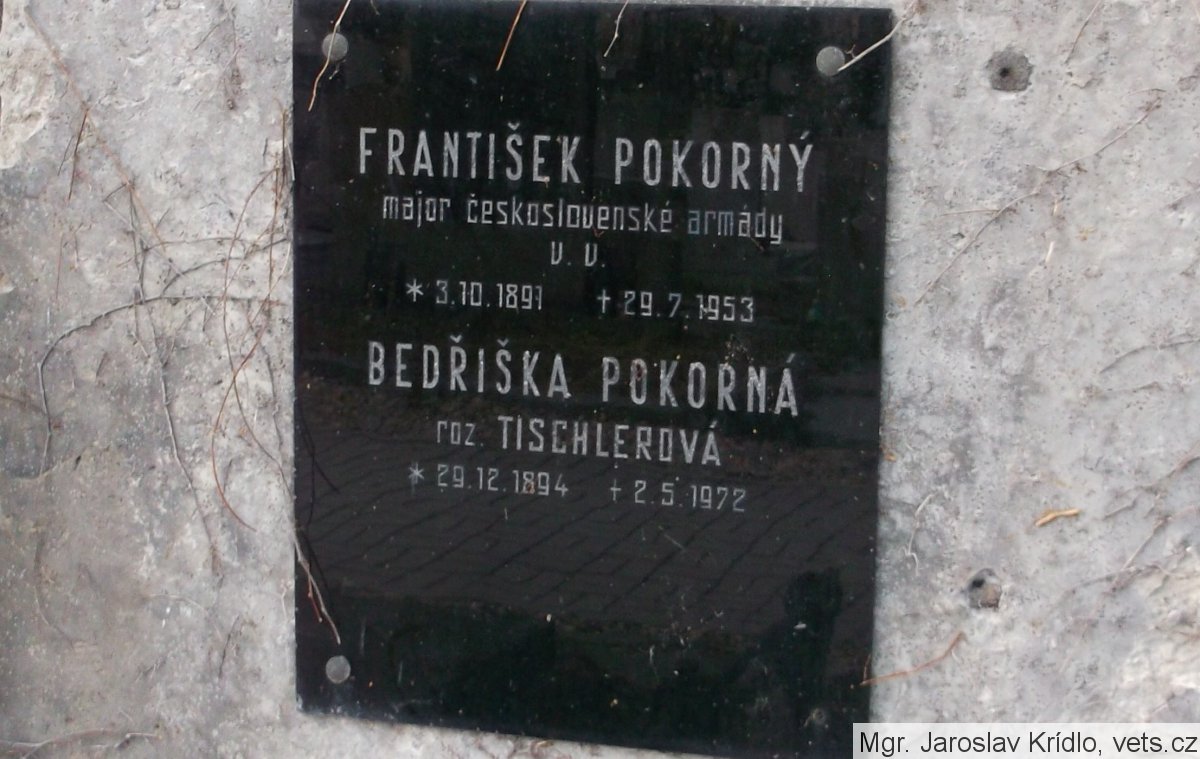 FRANTIŠEK POKORNÝ
major československé armády
v. v.
* 3.10.1891 † 29.7.1953
BEDŘIŠKA POKORNÁ
roz. TISCHLEROVÁ
* 29.12.1894 † 2.5.1972
Mgr. Jaroslav Krídlo, vets.cz